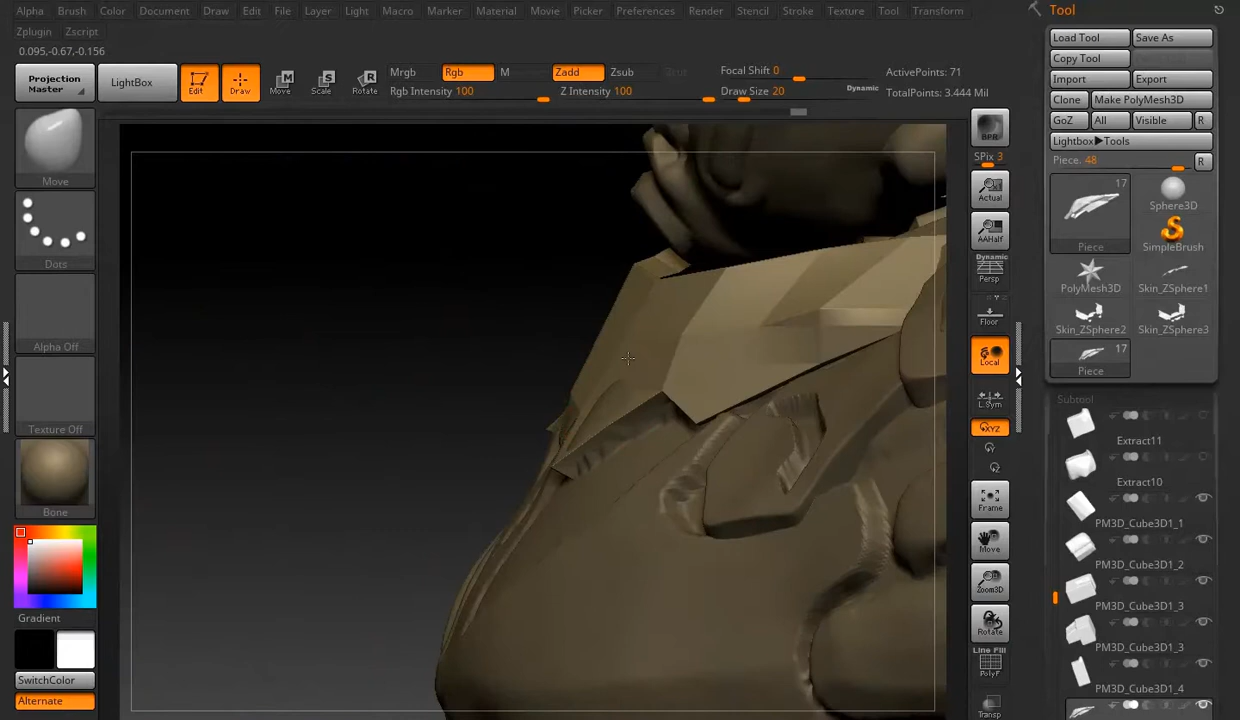 Alpha Brush Color Document Draw Edit File Layer Light Macro Marker Material Movie Picker Preferences Render Stencil Stroke Texture Tool Transform
Zplugin Zscript
0.095,-0.67,-0.156
Projection Master
LightBox
Edit
Draw
Move
Scale
Rotate
Mrgb Rgb M Zadd Zsub Zcut
Rgb Intensity 100 Z Intensity 100
Focal Shift 0
Draw Size 20
Dynamic
ActivePoints: 71
TotalPoints: 3.444 Mil
Move
Dots
Alpha Off
Texture Off
Bone
Gradient
SwitchColor
Alternate
BPR
SPix 3
Actual
AAHalf
Dynamic
Persp
Floor
Local
L.Sym
XYZ
Frame
Move
Zoom3D
Rotate
Line Fill
PolyF
Transp
Tool
Load Tool Save As
Copy Tool
Import Export
Clone Make PolyMesh3D
GoZ All Visible R
Lightbox▶Tools
Piece. 48 R
17
Piece
Sphere3D
SimpleBrush
PolyMesh3D Skin_ZSphere1
Skin_ZSphere2 Skin_ZSphere3
17
Piece
Subtool
Extract11
Extract10
PM3D_Cube3D1_1
PM3D_Cube3D1_2
PM3D_Cube3D1_3
PM3D_Cube3D1_3
PM3D_Cube3D1_4